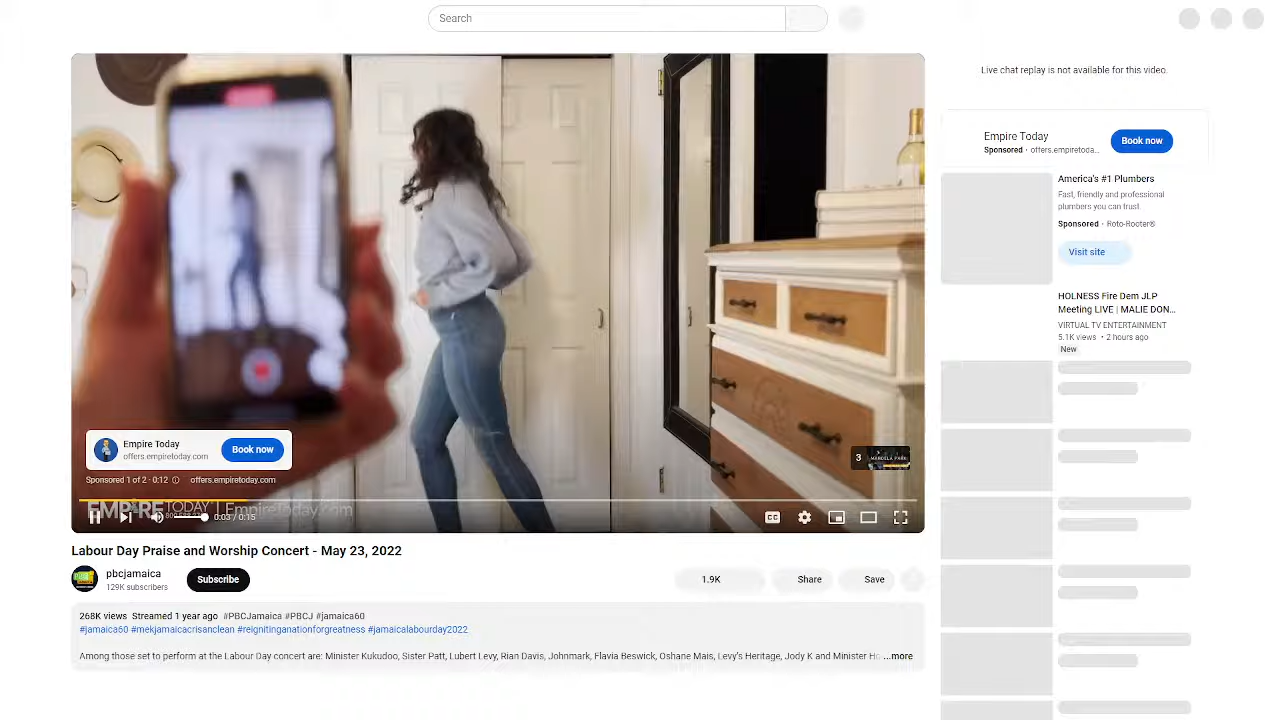 Search
Live chat replay is not available for this video.
Empire Today
Sponsored · offers.empiretoda...
Book now
America's #1 Plumbers
Fast, friendly and professional
plumbers you can trust.
Sponsored · Roto-Rooter®
Visit site
HOLNESS Fire Dem JLP
Meeting LIVE | MALIE DON...
VIRTUAL TV ENTERTAINMENT
5.1K views • 2 hours ago
New
Empire Today
offers.empiretoday.com
Book now
3
MANDELA PARK
Sponsored 1 of 2 · 0:12
offers.empiretoday.com
EMPIRE TODAY | EmpireToday.com
0:03 / 0:15
CC
Labour Day Praise and Worship Concert - May 23, 2022
pbcjamaica
129K subscribers
Subscribe
1.9K
Share
Save
268K views Streamed 1 year ago #PBCJamaica #PBCJ #jamaica60
#jamaica60 #mekjamaicacrisanclean #reignitinganationforgreatness #jamaicalabourday2022
Among those set to perform at the Labour Day concert are: Minister Kukudoo, Sister Patt, Lubert Levy, Rian Davis, Johnmark, Flavia Beswick, Oshane Mais, Levy's Heritage, Jody K and Minister Ho ...more